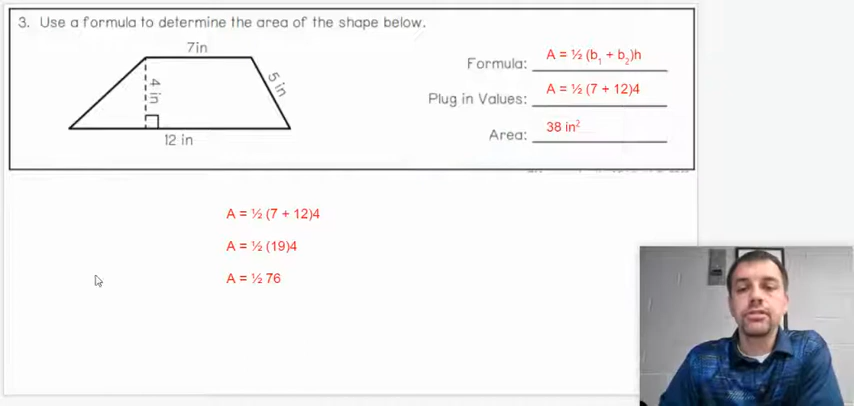 3. Use a formula to determine the area of the shape below.
7in
4 in
5 in
12 in
Formula: A = ½ (b₁ + b₂)h
Plug in Values: A = ½ (7 + 12)4
Area: 38 in²
A = ½ (7 + 12)4
A = ½ (19)4
A = ½ 76